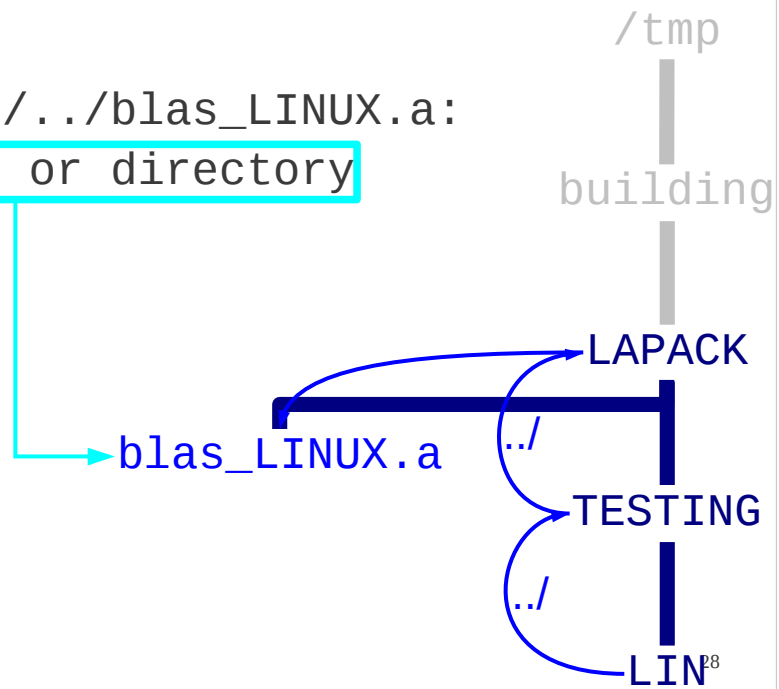 /tmp
/../blas_LINUX.a:
or directory
building
LAPACK
../
blas_LINUX.a
TESTING
../
LIN
28